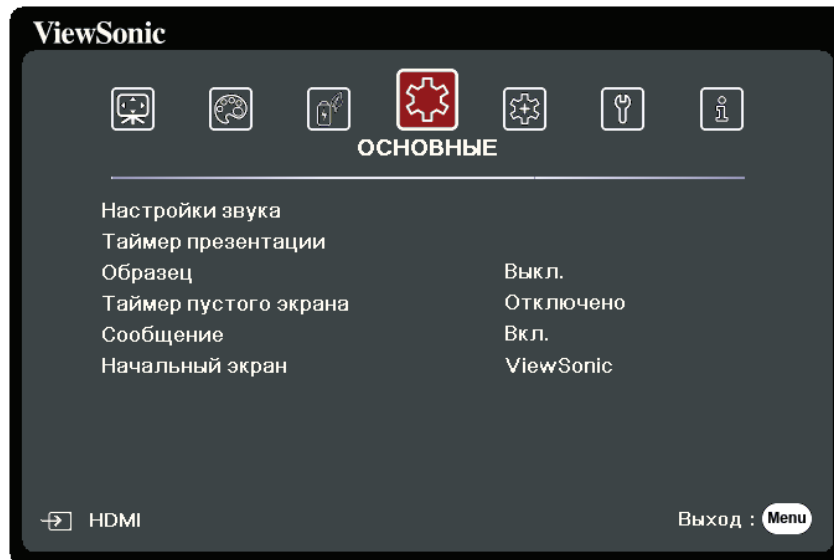 ViewSonic
ОСНОВНЫЕ
Настройки звука
Таймер презентации
Образец Выкл.
Таймер пустого экрана Отключено
Сообщение Вкл.
Начальный экран ViewSonic
HDMI Выход : Menu